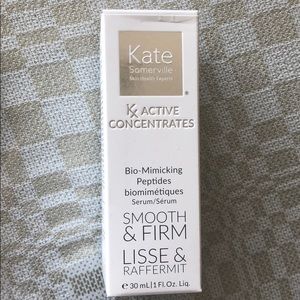 Kate
Somerville
Skin Health Experts
®
Kx ACTIVE
CONCENTRATES
Bio-Mimicking
Peptides
biomimétiques
Serum/Sérum
SMOOTH
& FIRM
LISSE &
RAFFERMIT
e 30 mL|1 Fl. Oz. Liq.